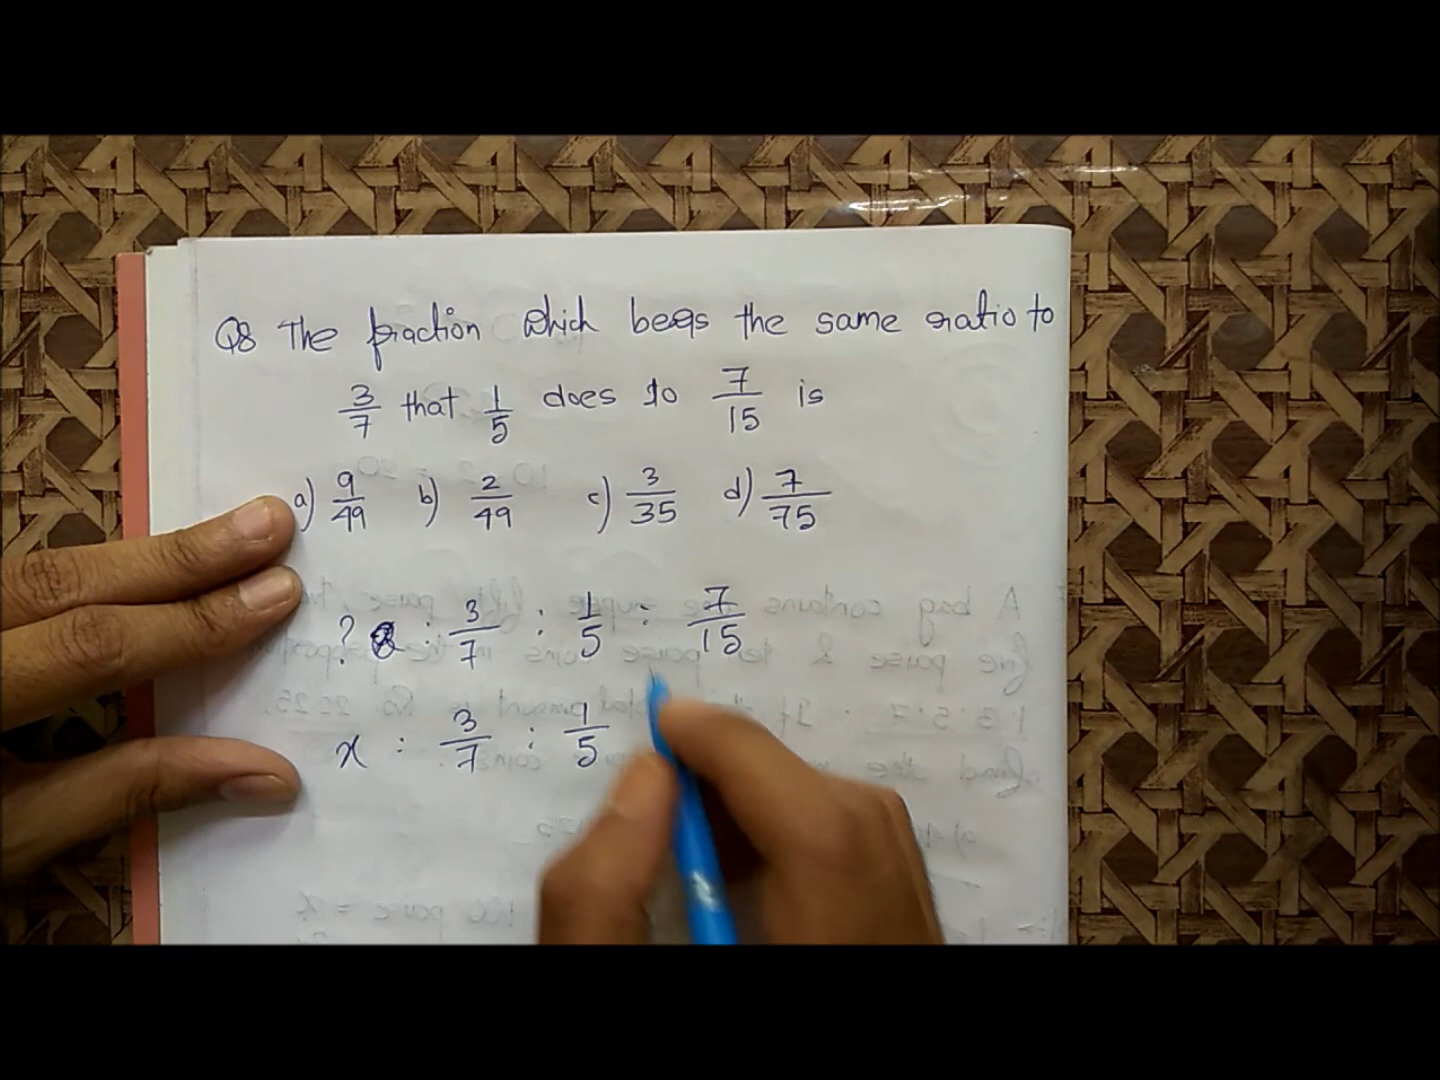 Q8 The fraction which bears the same ratio to
3/7 that 1/5 does to 7/15 is
a) 9/49 b) 2/49 c) 3/35 d) 7/75
? : 3/7 : 1/5 : 7/15
x : 3/7 : 1/5